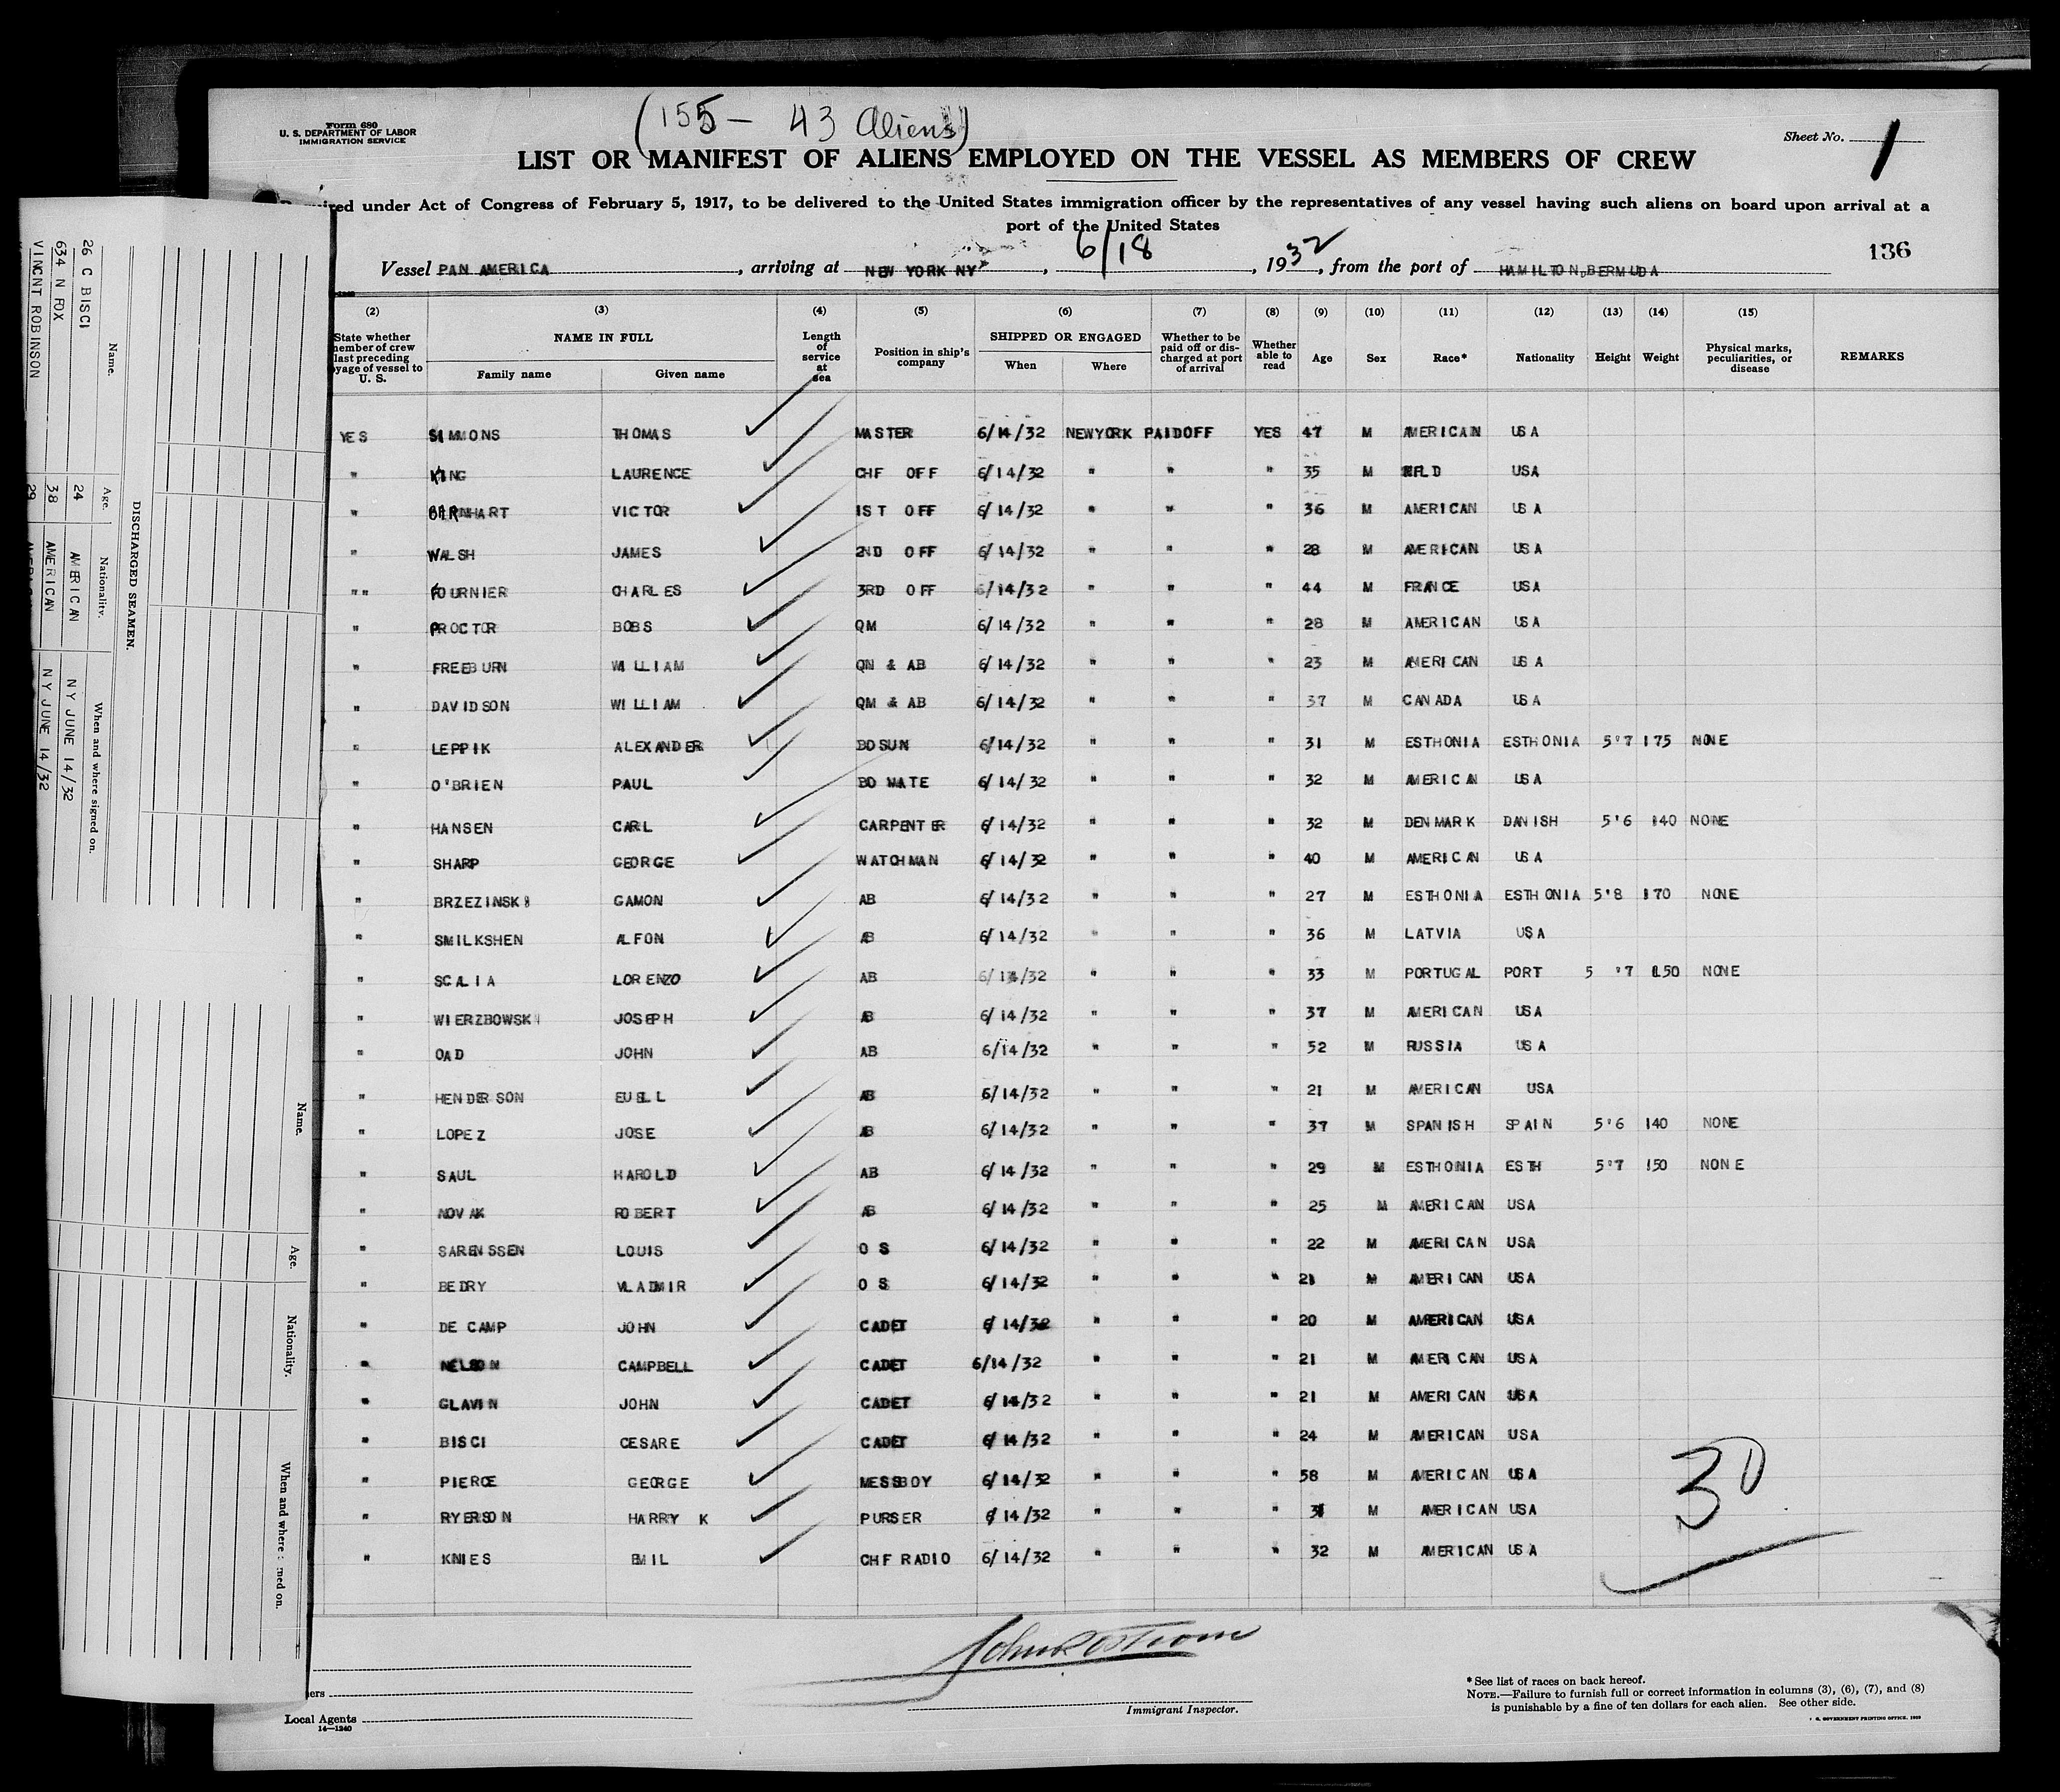 (155 - 43 Aliens)
Form 680
U. S. DEPARTMENT OF LABOR
IMMIGRATION SERVICE
Sheet No. 1
LIST OR MANIFEST OF ALIENS EMPLOYED ON THE VESSEL AS MEMBERS OF CREW
Required under Act of Congress of February 5, 1917, to be delivered to the United States immigration officer by the representatives of any vessel having such aliens on board upon arrival at a
port of the United States
136
Vessel PAN AMERICA, arriving at NEW YORK NY, 6/18, 1932, from the port of HAMILTON, BERMUDA
(2) (3) (4) (5) (6) (7) (8) (9) (10) (11) (12) (13) (14) (15)
State whether member of crew last preceding voyage of vessel to U. S. NAME IN FULL Family name Given name Length of service at sea Position in ship's company SHIPPED OR ENGAGED When Where Whether to be paid off or discharged at port of arrival Whether able to read Age Sex Race* Nationality Height Weight Physical marks, peculiarities, or disease REMARKS
YES SIMMONS THOMAS MASTER 6/14/32 NEWYORK PAIDOFF YES 47 M AMERICAN USA
" KING LAURENCE CHF OFF 6/14/32 " " " 35 M NFLD USA
" BERNHART VICTOR IST OFF 6/14/32 " " " 36 M AMERICAN USA
" WALSH JAMES 2ND OFF 6/14/32 " " " 28 M AMERICAN USA
"" FOURNIER CHARLES 3RD OFF 6/14/32 " " " 44 M FRANCE USA
" PROCTOR BOBS QM 6/14/32 " " " 28 M AMERICAN USA
" FREEBURN WILLIAM QN & AB 6/14/32 " " " 23 M AMERICAN USA
" DAVIDSON WILLIAM QM & AB 6/14/32 " " " 37 M CANADA USA
" LEPPIK ALEXANDER BOSUN 6/14/32 " " " 31 M ESTHONIA ESTHONIA 5'7 175 NONE
" O'BRIEN PAUL BO MATE 6/14/32 " " " 32 M AMERICAN USA
" HANSEN CARL CARPENTER 6/14/32 " " " 32 M DENMARK DANISH 5'6 140 NONE
" SHARP GEORGE WATCHMAN 6/14/32 " " " 40 M AMERICAN USA
" BRZEZINSKI GAMON AB 6/14/32 " " " 27 M ESTHONIA ESTHONIA 5'8 170 NONE
" SMILKSHEN ALFON AB 6/14/32 " " " 36 M LATVIA USA
" SCALIA LORENZO AB 6/14/32 " " " 33 M PORTUGAL PORT 5 '7 150 NONE
" WIERZBOWSKI JOSEPH AB 6/14/32 " " " 37 M AMERICAN USA
" OAD JOHN AB 6/14/32 " " " 52 M RUSSIA USA
" HENDERSON EUELL AB 6/14/32 " " " 21 M AMERICAN USA
" LOPEZ JOSE AB 6/14/32 " " " 37 M SPANISH SPAIN 5'6 140 NONE
" SAUL HAROLD AB 6/14/32 " " " 29 M ESTHONIA ESTH 5'7 150 NONE
" NOVAK ROBERT AB 6/14/32 " " " 25 M AMERICAN USA
" SARENSSEN LOUIS O S 6/14/32 " " " 22 M AMERICAN USA
" BEDRY VLADMIR O S 6/14/32 " " " 21 M AMERICAN USA
" DE CAMP JOHN CADET 6/14/32 " " " 20 M AMERICAN USA
" NELSON CAMPBELL CADET 6/14/32 " " " 21 M AMERICAN USA
" GLAVIN JOHN CADET 6/14/32 " " " 21 M AMERICAN USA
" BISCI CESARE CADET 6/14/32 " " " 24 M AMERICAN USA
" PIERCE GEORGE MESSBOY 6/14/32 " " " 58 M AMERICAN USA
" RYERSON HARRY K PURSER 6/14/32 " " " M AMERICAN USA
" KNIES EMIL CHF RADIO 6/14/32 " " " 32 M AMERICAN USA
30
Immigrant Inspector.
Local Agents
14—1240
* See list of races on back hereof.
NOTE.—Failure to furnish full or correct information in columns (3), (6), (7), and (8)
is punishable by a fine of ten dollars for each alien. See other side.
U. S. GOVERNMENT PRINTING OFFICE
DISCHARGED SEAMEN.
Name. Age. Nationality. When and where signed on.
26 C BISCI 24 AMERICAN NY JUNE 14/32
634 N FOX 38 AMERICAN NY JUNE 14/32
VINCNT ROBINSON 29
Name. Age. Nationality. When and where signed on.